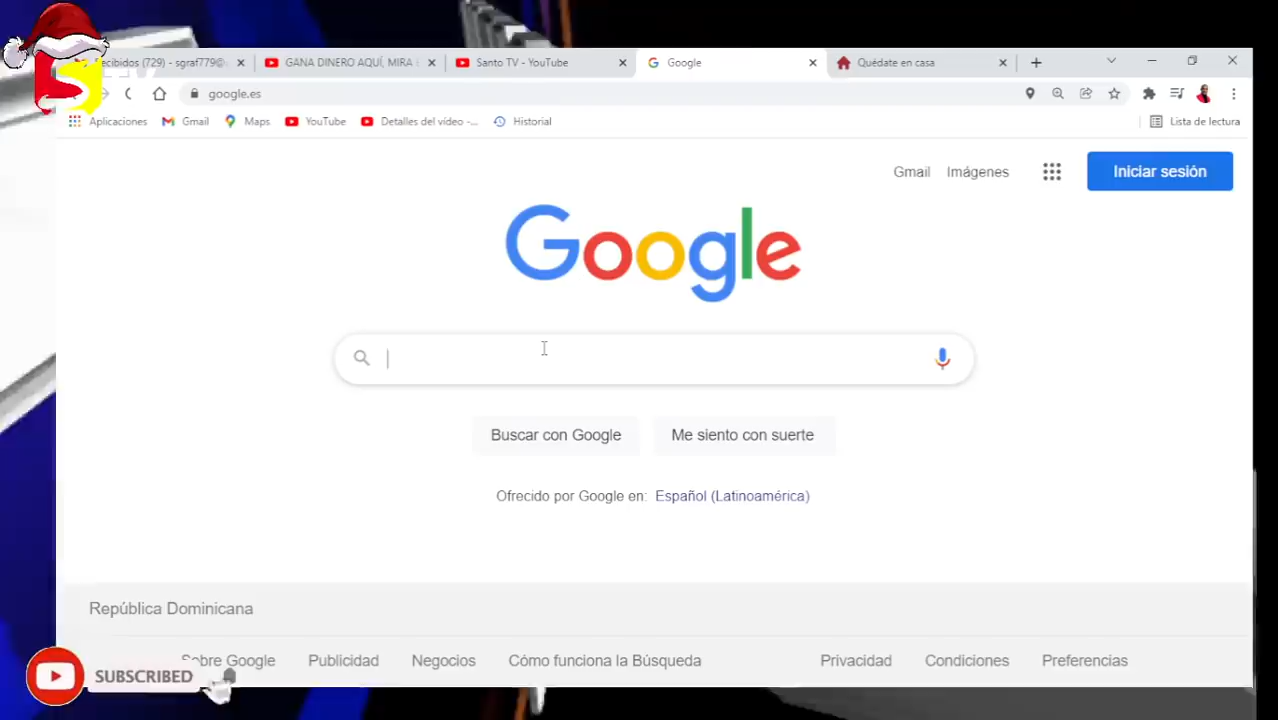 Recibidos (729) - sgraf779@
GANA DINERO AQUÍ, MIRA
Santo TV - YouTube
Google
Quédate en casa
google.es
Aplicaciones
Gmail
Maps
YouTube
Detalles del vídeo -...
Historial
Lista de lectura
Gmail
Imágenes
Iniciar sesión
Google
Buscar con Google
Me siento con suerte
Ofrecido por Google en: Español (Latinoamérica)
República Dominicana
Sobre Google
Publicidad
Negocios
Cómo funciona la Búsqueda
Privacidad
Condiciones
Preferencias
SUBSCRIBED